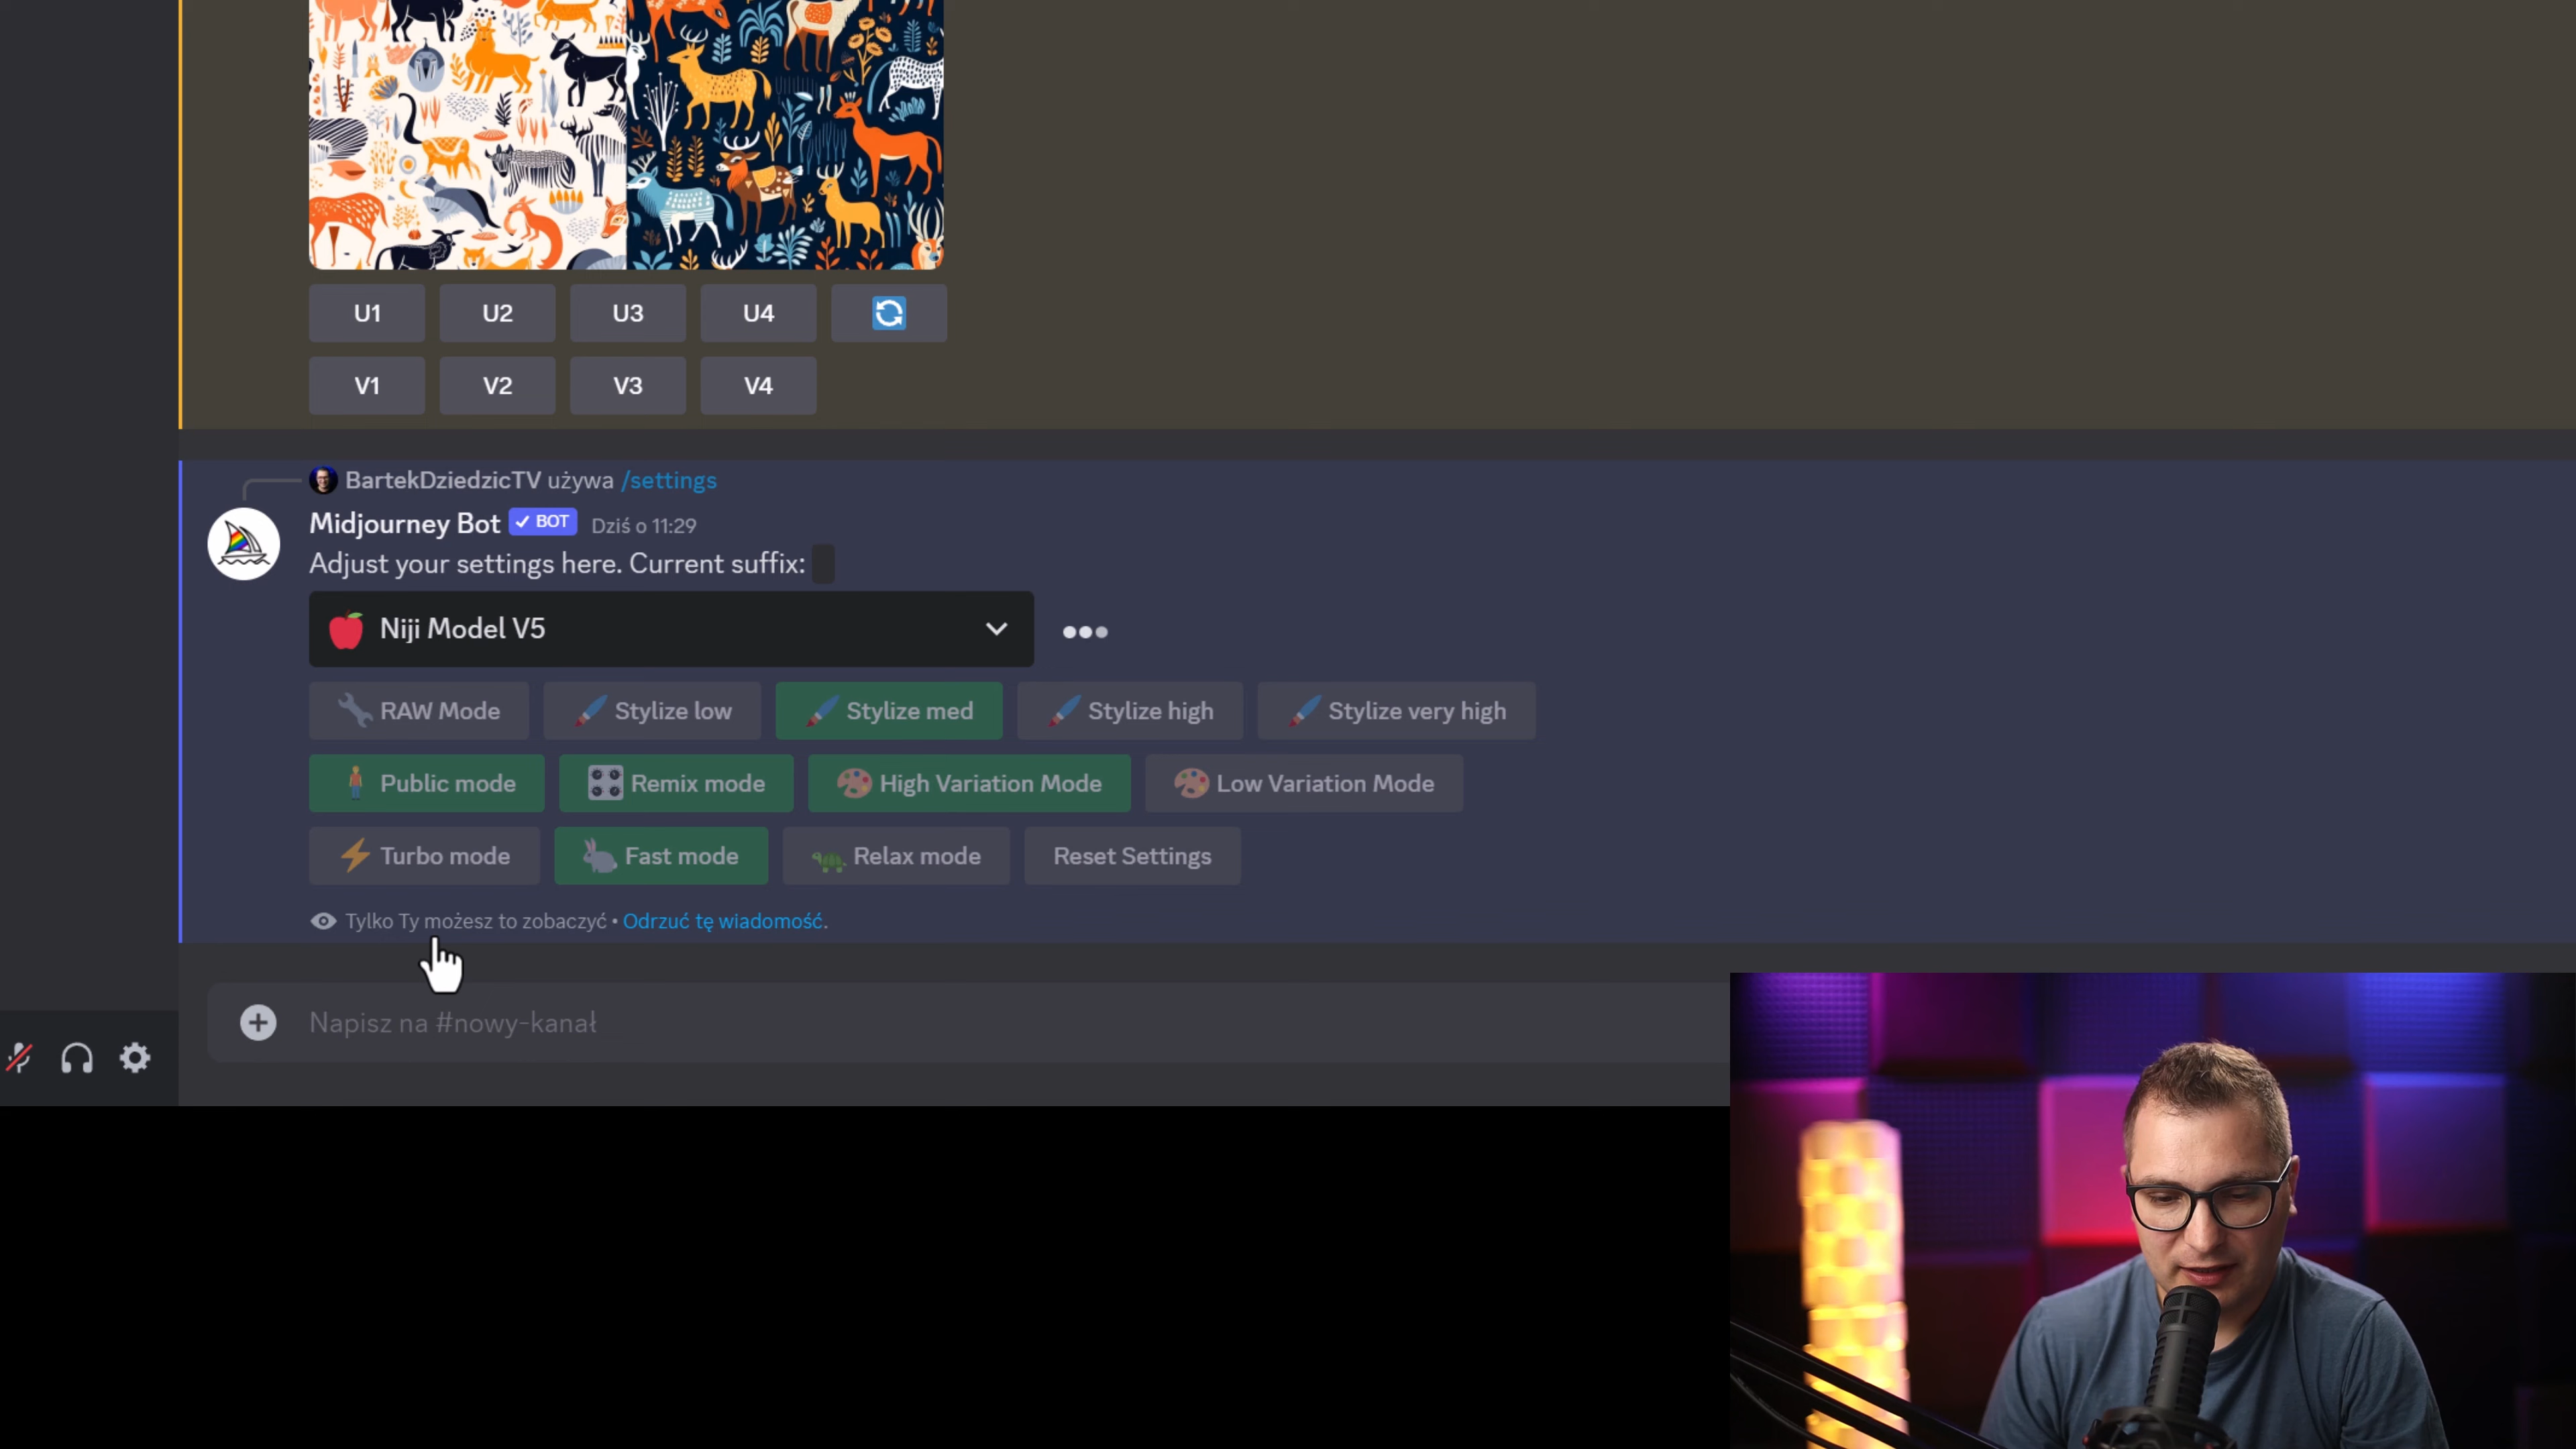 U1 U2 U3 U4
V1 V2 V3 V4
BartekDziedzicTV używa /settings
Midjourney Bot BOT Dziś o 11:29
Adjust your settings here. Current suffix:
Niji Model V5
RAW Mode Stylize low Stylize med Stylize high Stylize very high
Public mode Remix mode High Variation Mode Low Variation Mode
Turbo mode Fast mode Relax mode Reset Settings
Tylko Ty możesz to zobaczyć • Odrzuć tę wiadomość.
Napisz na #nowy-kanał